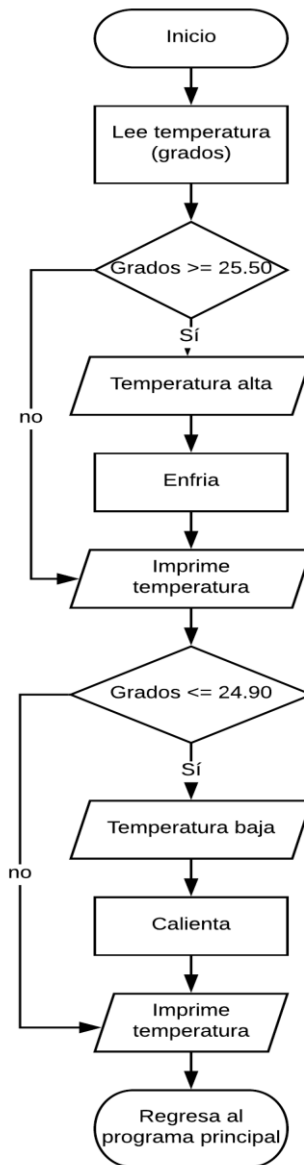 Inicio
Lee temperatura
(grados)
Grados >= 25.50
Sí
Temperatura alta
no
Enfria
Imprime
temperatura
Grados <= 24.90
Sí
Temperatura baja
no
Calienta
Imprime
temperatura
Regresa al
programa principal